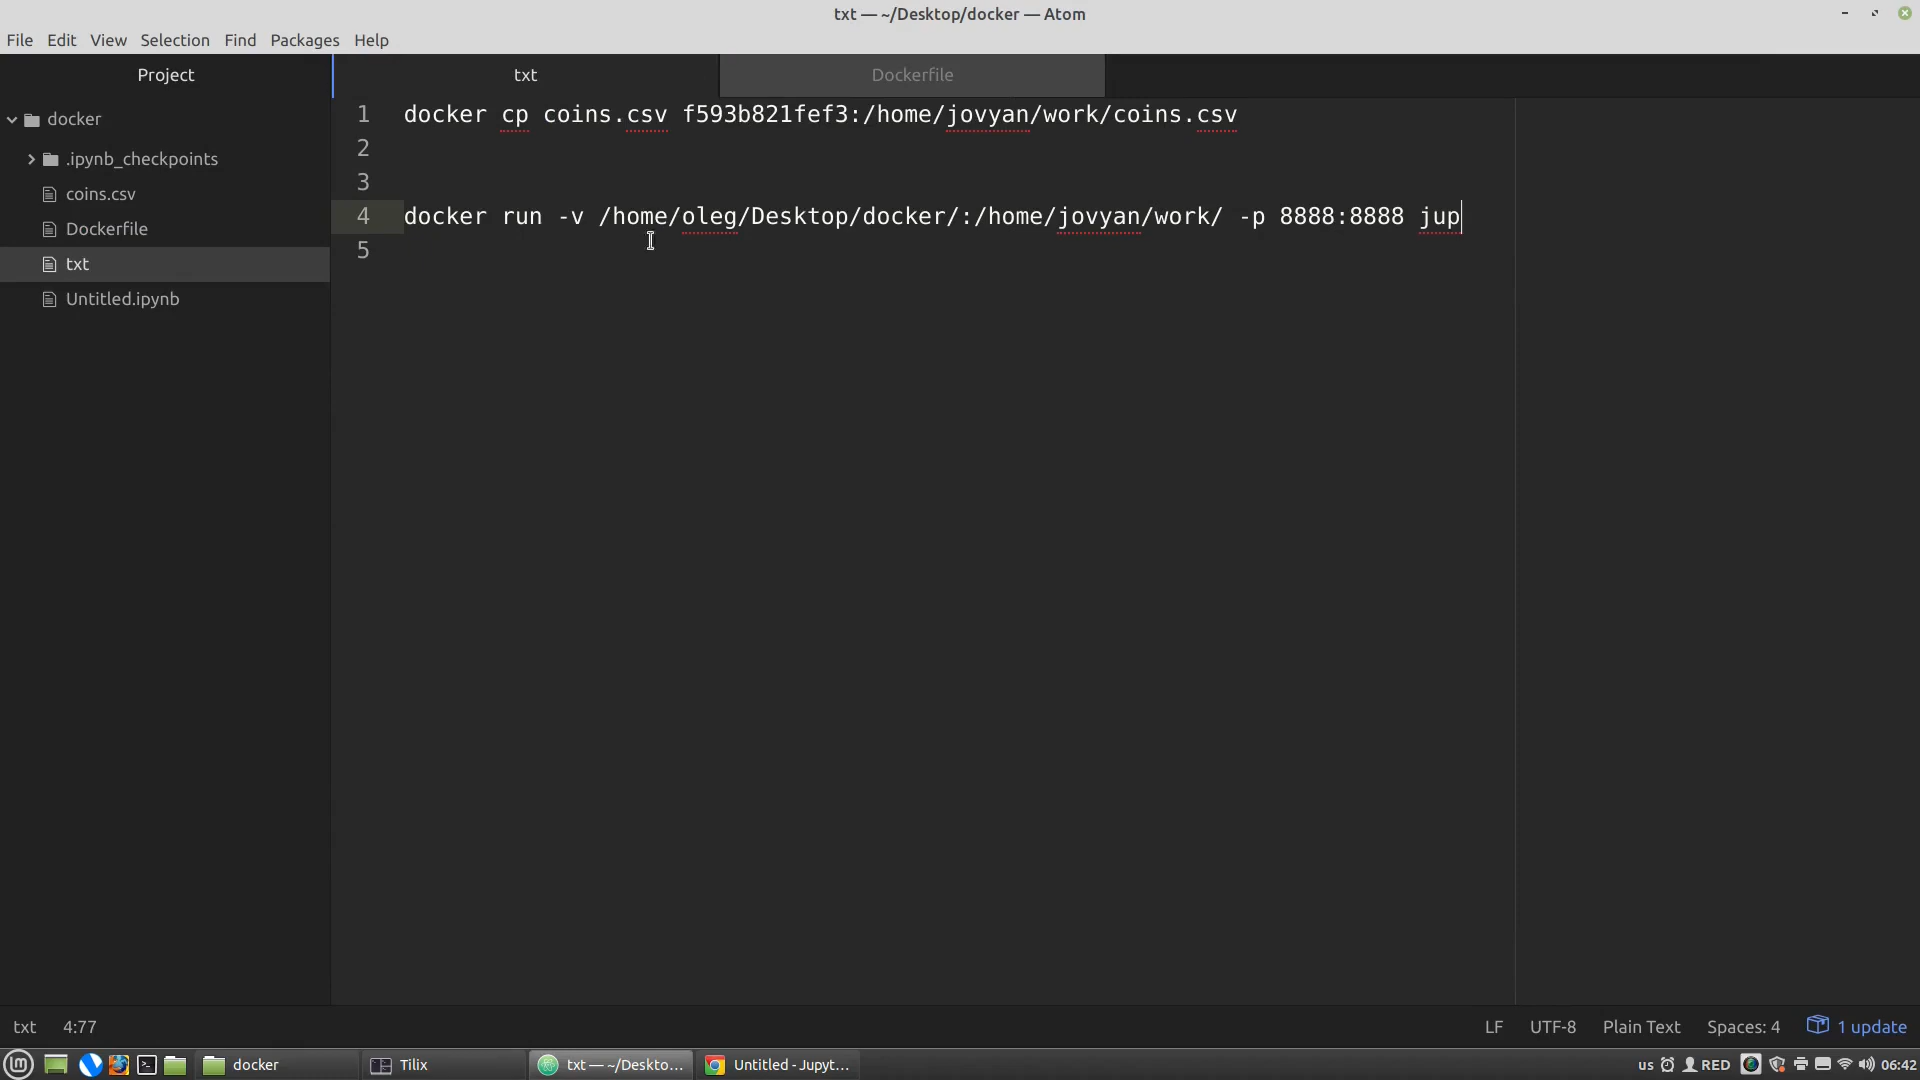 txt — ~/Desktop/docker — Atom
File Edit View Selection Find Packages Help
Project
txt
Dockerfile
docker
.ipynb_checkpoints
coins.csv
Dockerfile
txt
Untitled.ipynb
1 docker cp coins.csv f593b821fef3:/home/jovyan/work/coins.csv
2
3
4 docker run -v /home/oleg/Desktop/docker/:/home/jovyan/work/ -p 8888:8888 jup
5
txt 4:77 LF UTF-8 Plain Text Spaces: 4 1 update
docker Tilix txt — ~/Deskto... Untitled - Jupyt... us RED 06:42